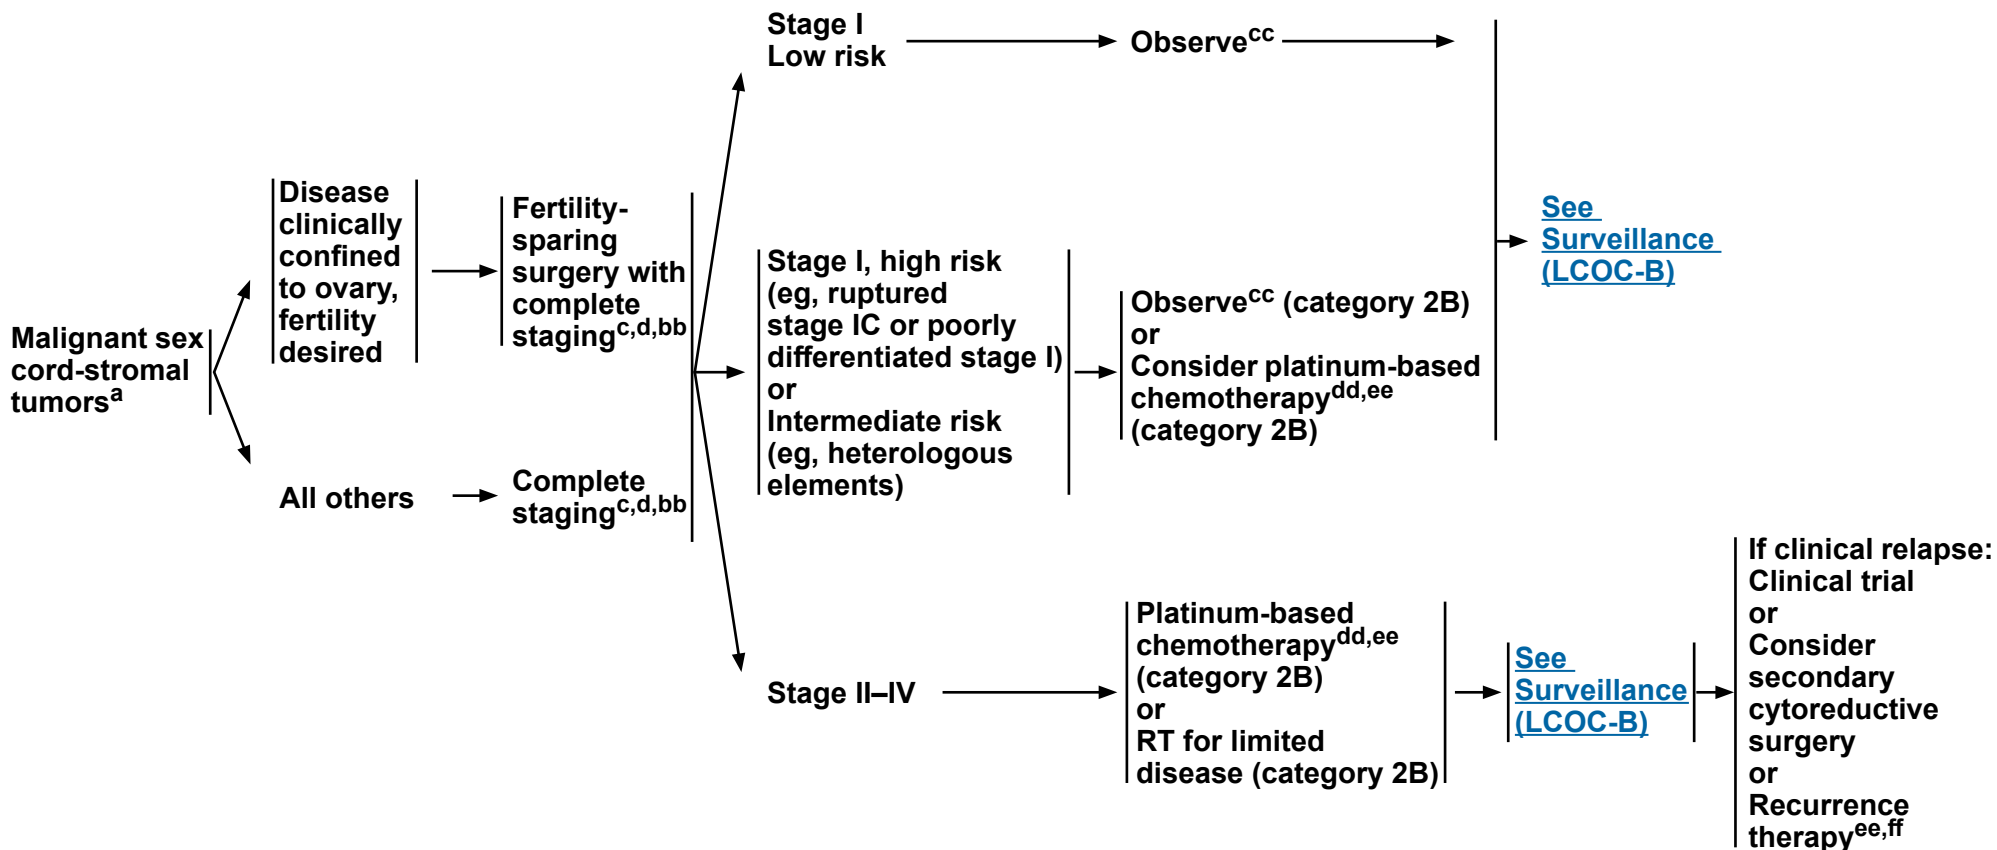 Malignant sex
cord-stromal
tumorsᵃ
Disease
clinically
confined
to ovary,
fertility
desired
All others
Fertility-
sparing
surgery with
complete
stagingc,d,bb
Complete
stagingc,d,bb
Stage I
Low risk
Stage I, high risk
(eg, ruptured
stage IC or poorly
differentiated stage I)
or
Intermediate risk
(eg, heterologous
elements)
Stage II–IV
Observecc
Observecc (category 2B)
or
Consider platinum-based
chemotherapydd,ee
(category 2B)
Platinum-based
chemotherapydd,ee
(category 2B)
or
RT for limited
disease (category 2B)
See
Surveillance
(LCOC-B)
See
Surveillance
(LCOC-B)
If clinical relapse:
Clinical trial
or
Consider
secondary
cytoreductive
surgery
or
Recurrence
therapyee,ff